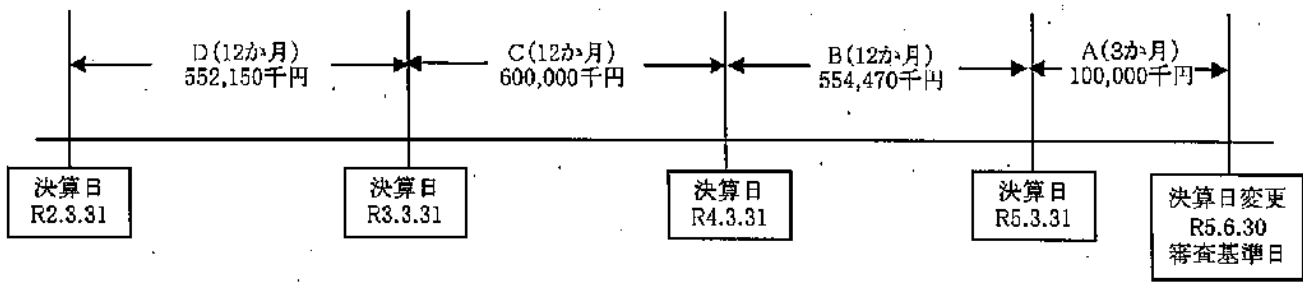 D(12か月)
552,150千円
C(12か月)
600,000千円
B(12か月)
554,470千円
A(3か月)
100,000千円
決算日
R2.3.31
決算日
R3.3.31
決算日
R4.3.31
決算日
R5.3.31
決算日変更
R5.6.30
審査基準日